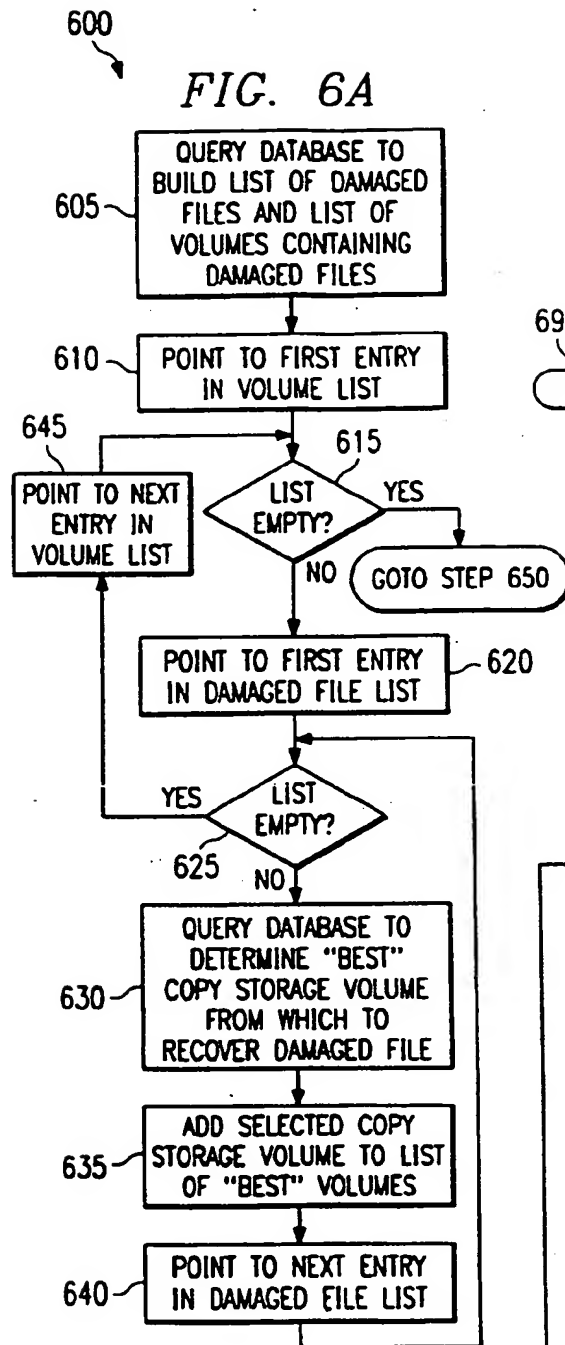 600
FIG. 6A
605
QUERY DATABASE TO
BUILD LIST OF DAMAGED
FILES AND LIST OF
VOLUMES CONTAINING
DAMAGED FILES
69
610
POINT TO FIRST ENTRY
IN VOLUME LIST
645
POINT TO NEXT
ENTRY IN
VOLUME LIST
615
LIST
EMPTY?
YES
NO
GOTO STEP 650
POINT TO FIRST ENTRY
IN DAMAGED FILE LIST
620
YES
LIST
EMPTY?
625
NO
630
QUERY DATABASE TO
DETERMINE "BEST"
COPY STORAGE VOLUME
FROM WHICH TO
RECOVER DAMAGED FILE
635
ADD SELECTED COPY
STORAGE VOLUME TO LIST
OF "BEST" VOLUMES
640
POINT TO NEXT ENTRY
IN DAMAGED FILE LIST